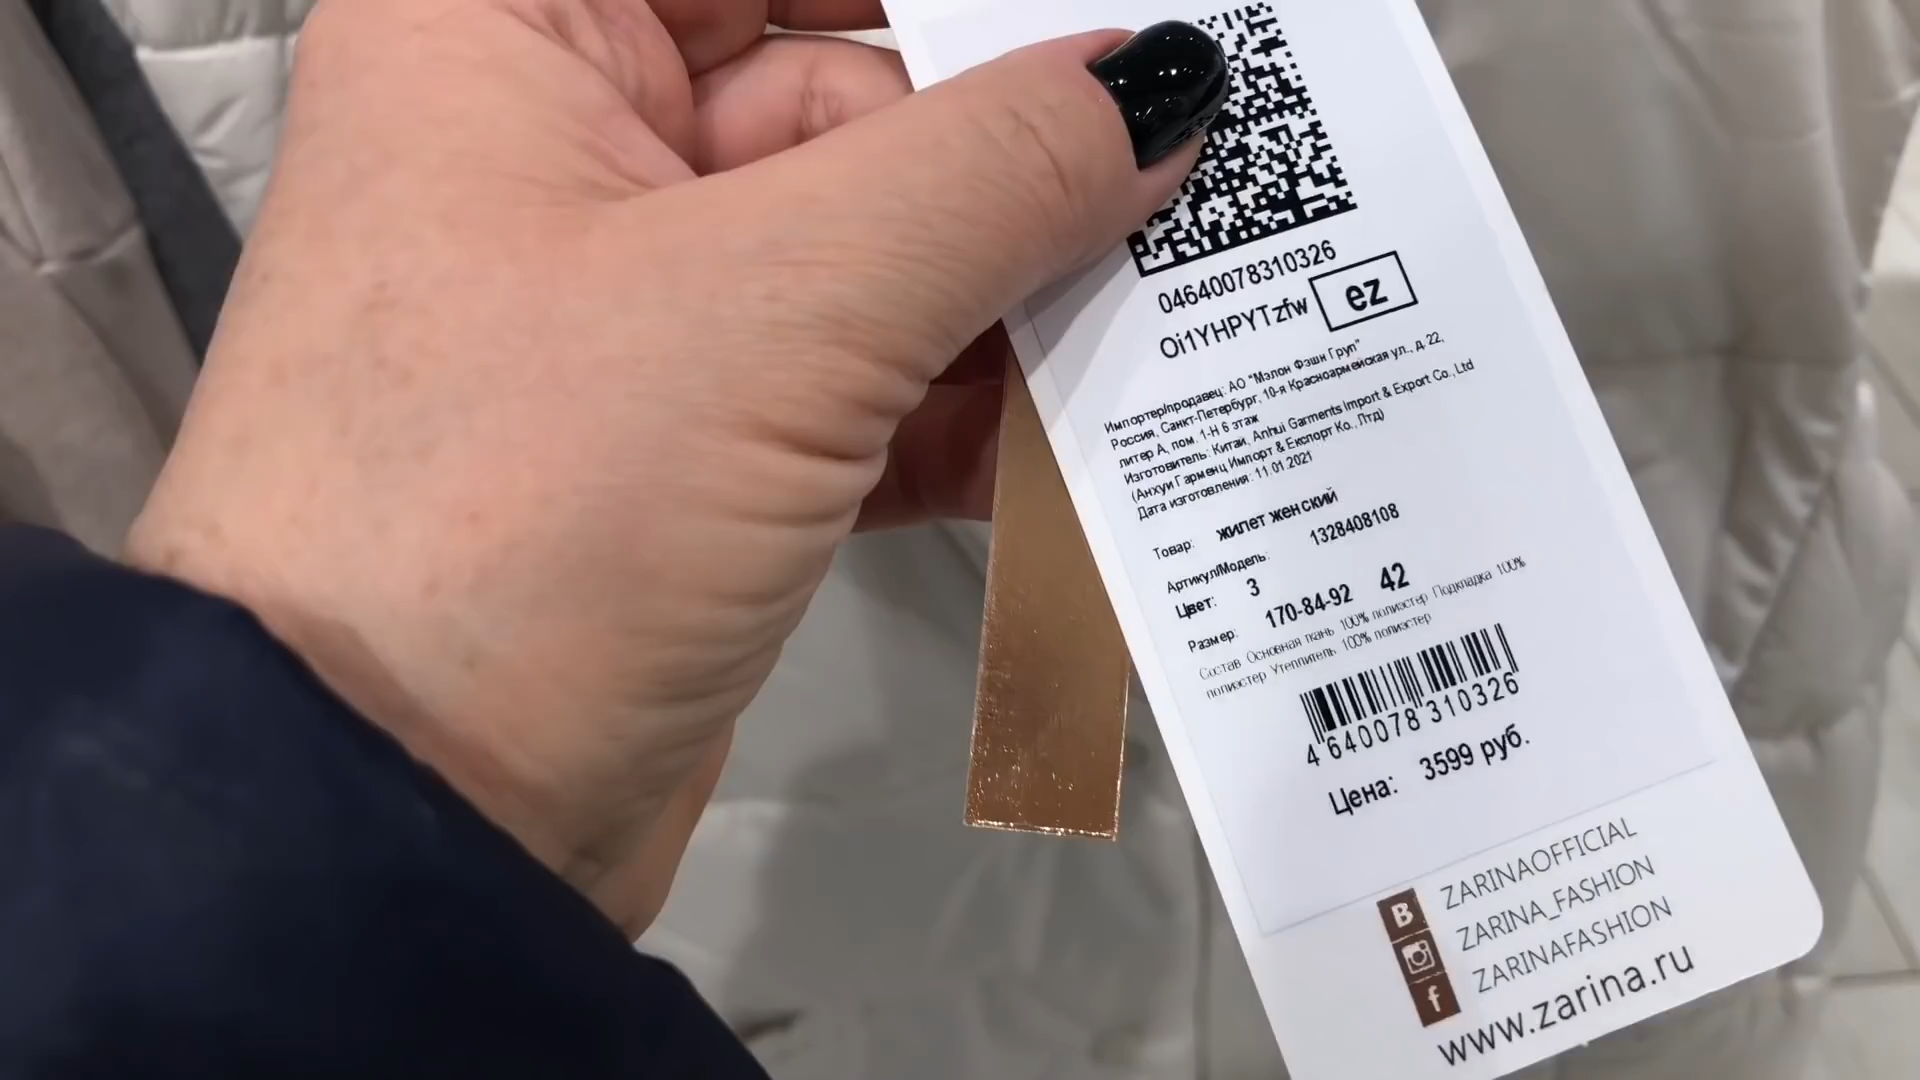 04640078310326
Oi1YHPYTzfw ez
Импортер/продавец: АО "Мэлон Фэшн Груп"
Россия, Санкт-Петербург, 10-я Красноармейская ул., д. 22,
литер А, пом. 1-Н 6 этаж
Изготовитель: Китай, Anhui Garments Import & Export Co., Ltd
(Анхуи Гарменц Импорт & Експорт Ко., Лтд)
Дата изготовления: 11.01.2021
Товар: жилет женский
Артикул/Модель: 1328408108
Цвет: 3
Размер: 170-84-92 42
Состав Основная ткань 100% полиэстер Подкладка 100%
полиэстер Утеплитель 100% полиэстер
4 640078 310326
Цена: 3599 руб.
B ZARINAOFFICIAL
ZARINA_FASHION
f ZARINAFASHION
www.zarina.ru